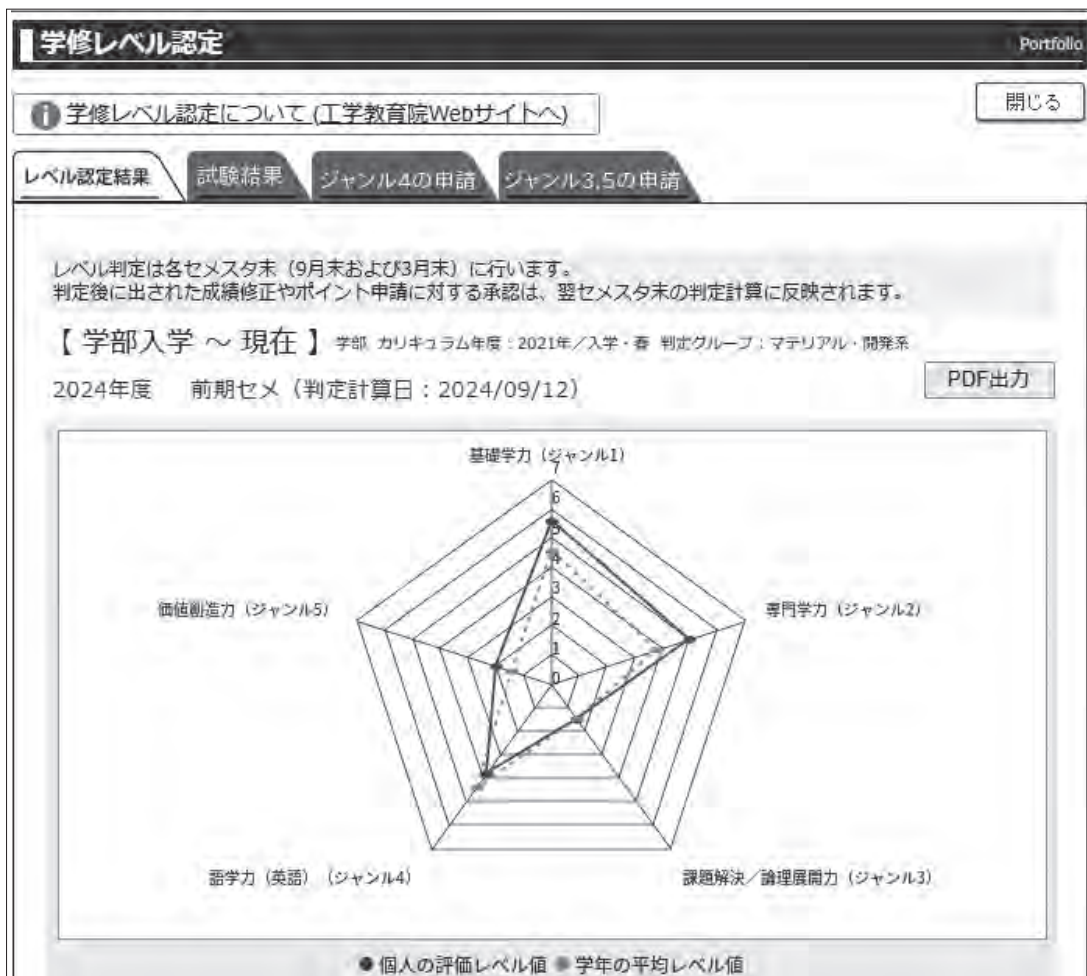 学修レベル認定
Portfolio
学修レベル認定について (工学教育院Webサイトへ)
閉じる
レベル認定結果
試験結果
ジャンル4の申請
ジャンル3,5の申請
レベル判定は各セメスタ末（9月末および3月末）に行います。
判定後に出された成績修正やポイント申請に対する承認は、翌セメスタ末の判定計算に反映されます。
【 学部入学 ～ 現在 】 学部 カリキュラム年度：2021年／入学・春 判定グループ：マテリアル・開発系
2024年度 前期セメ（判定計算日：2024/09/12）
PDF出力
基礎学力（ジャンル1）
7
6
5
4
3
2
1
0
価値創造力（ジャンル5）
専門学力（ジャンル2）
語学力（英語）（ジャンル4）
課題解決／論理展開力（ジャンル3）
個人の評価レベル値 学年の平均レベル値